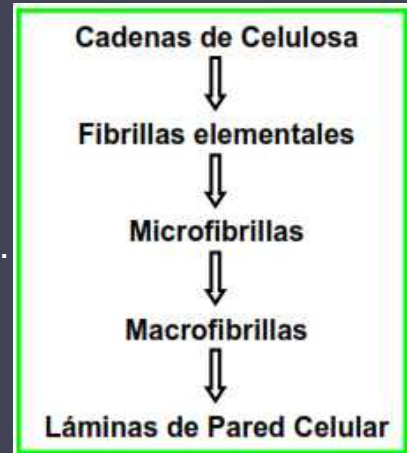 Cadenas de Celulosa
Fibrillas elementales
Microfibrillas
.
Macrofibrillas
Láminas de Pared Celular